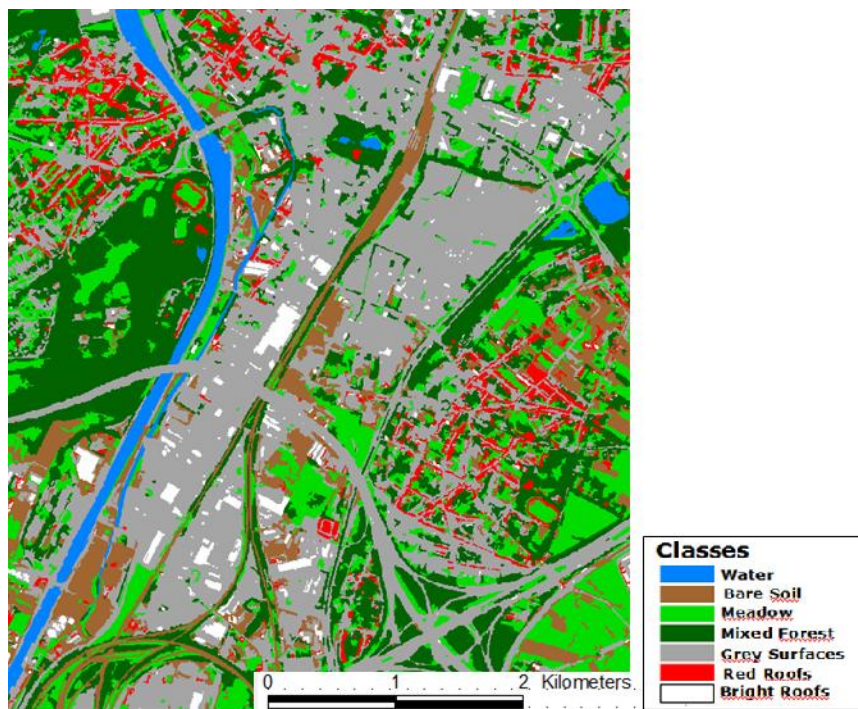 0 1 2 Kilometers
Classes
Water
Bare Soil
Meadow
Mixed Forest
Grey Surfaces
Red Roofs
Bright Roofs